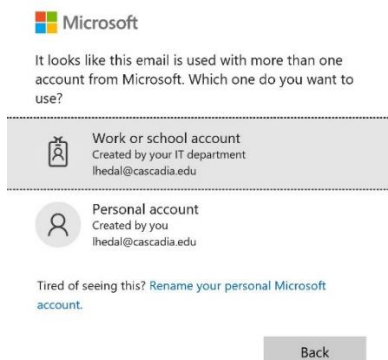 Microsoft
It looks like this email is used with more than one
account from Microsoft. Which one do you want to
use?
Work or school account
Created by your IT department
lhedal@cascadia.edu
Personal account
Created by you
lhedal@cascadia.edu
Tired of seeing this? Rename your personal Microsoft
account.
Back